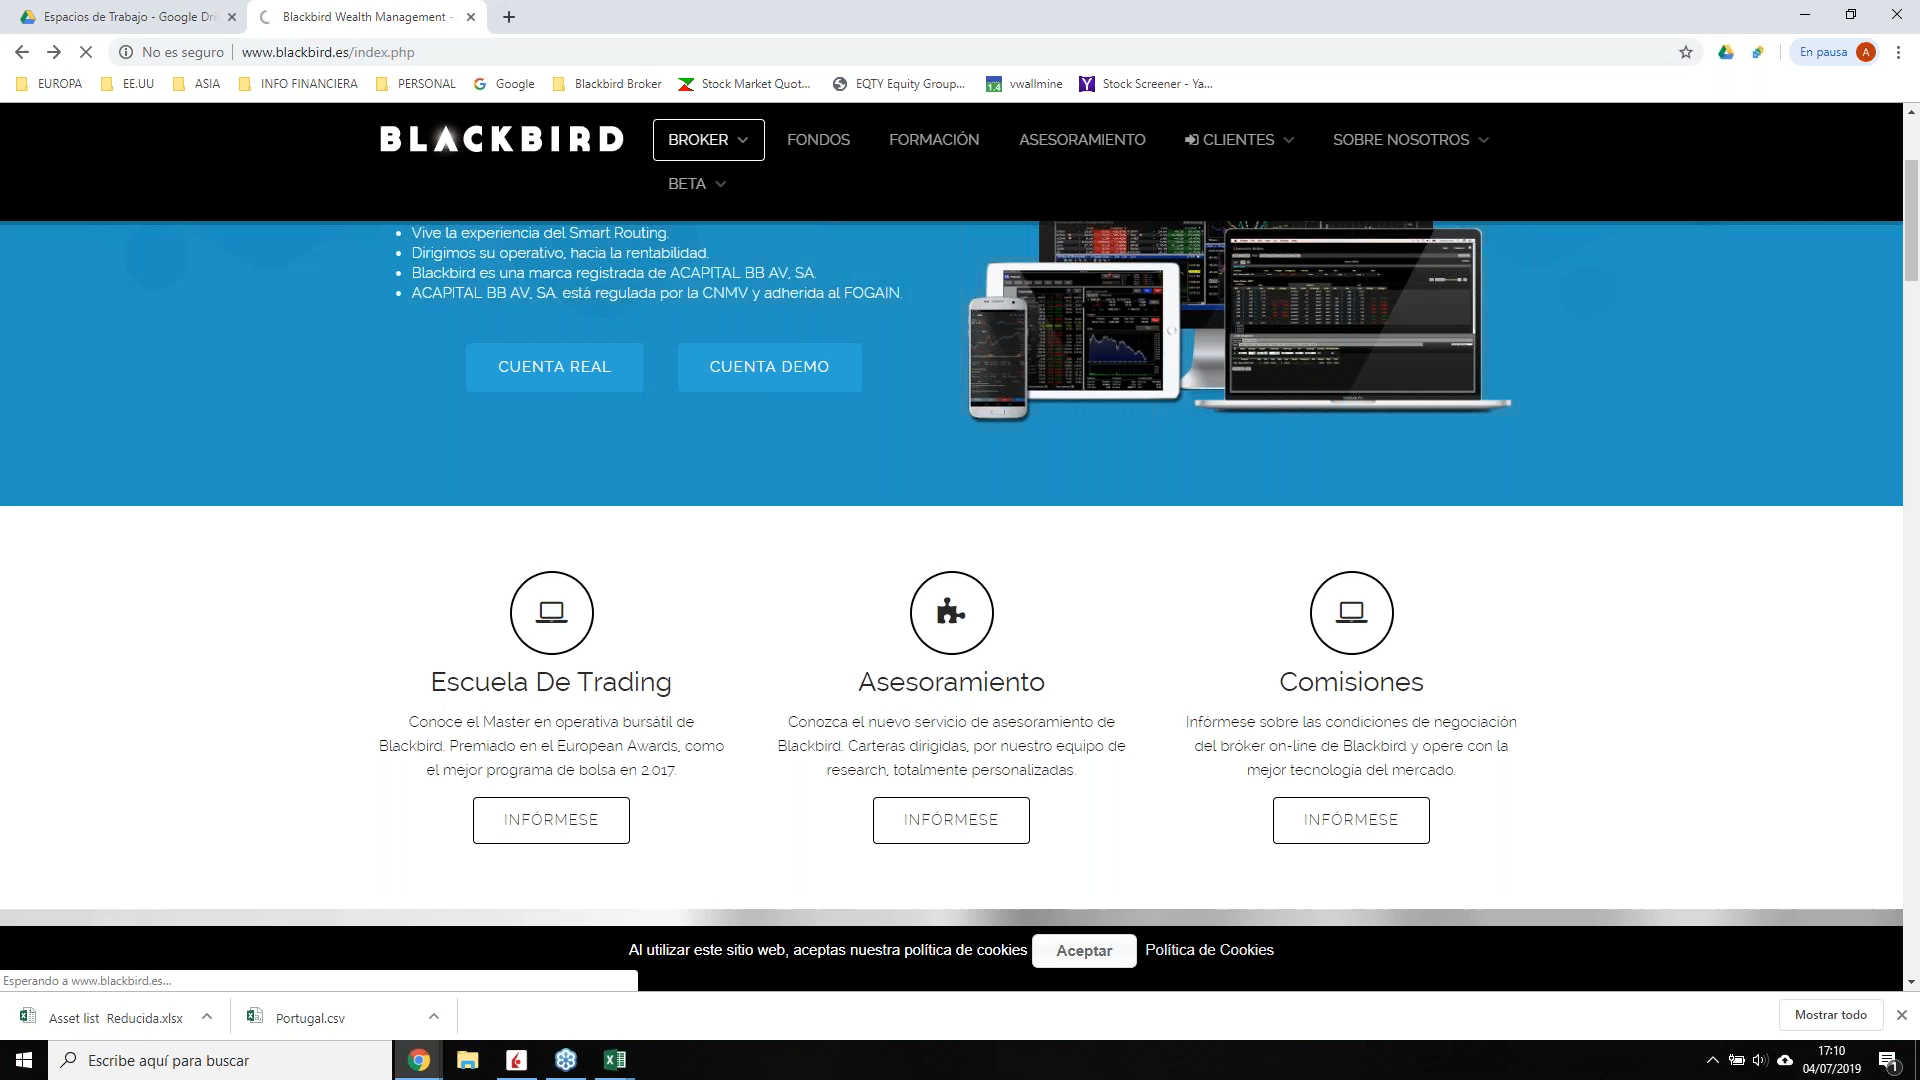 Espacios de Trabajo - Google Dri
Blackbird Wealth Management -
No es seguro
www.blackbird.es/index.php
En pausa
A
EUROPA
EE.UU
ASIA
INFO FINANCIERA
PERSONAL
Google
Blackbird Broker
Stock Market Quot...
EQTY Equity Group...
1.4
vwallmine
Y
Stock Screener - Ya...
BLACKBIRD
BROKER
FONDOS
FORMACIÓN
ASESORAMIENTO
CLIENTES
SOBRE NOSOTROS
BETA
Vive la experiencia del Smart Routing.
Dirigimos su operativo, hacia la rentabilidad.
Blackbird es una marca registrada de ACAPITAL BB AV, SA.
ACAPITAL BB AV, SA. está regulada por la CNMV y adherida al FOGAIN.
CUENTA REAL
CUENTA DEMO
Escuela De Trading
Conoce el Master en operativa bursátil de
Blackbird. Premiado en el European Awards, como
el mejor programa de bolsa en 2.017.
INFÓRMESE
Asesoramiento
Conozca el nuevo servicio de asesoramiento de
Blackbird. Carteras dirigidas, por nuestro equipo de
research, totalmente personalizadas.
INFÓRMESE
Comisiones
Infórmese sobre las condiciones de negociación
del bróker on-line de Blackbird y opere con la
mejor tecnología del mercado.
INFÓRMESE
Al utilizar este sitio web, aceptas nuestra política de cookies
Aceptar
Política de Cookies
Esperando a www.blackbird.es...
Asset list Reducida.xlsx
Portugal.csv
Mostrar todo
Escribe aquí para buscar
17:10
04/07/2019
1